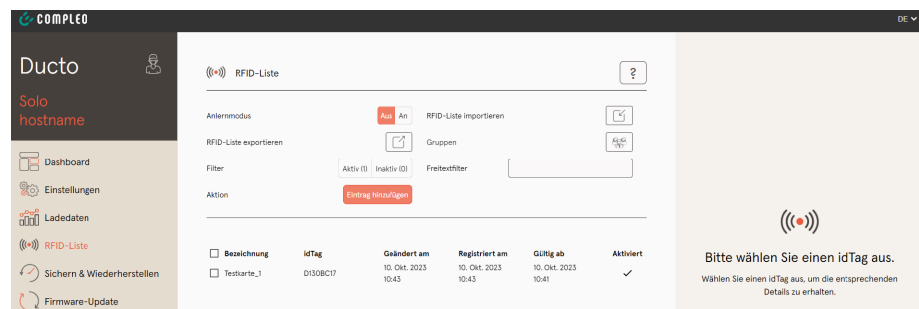 COMPLEO
DE
Ducto
Solo
hostname
Dashboard
Einstellungen
Ladedaten
RFID-Liste
Sichern & Wiederherstellen
Firmware-Update
RFID-Liste
?
Anlernmodus
Aus An
RFID-Liste importieren
RFID-Liste exportieren
Gruppen
Filter
Aktiv (1) Inaktiv (0)
Freitextfilter
Aktion
Eintrag hinzufügen
Bezeichnung idTag Geändert am Registriert am Gültig ab Aktiviert
Testkarte_1 D130BC17 10. Okt. 2023 10. Okt. 2023 10. Okt. 2023
10:43 10:43 10:41
Bitte wählen Sie einen idTag aus.
Wählen Sie einen idTag aus, um die entsprechenden
Details zu erhalten.